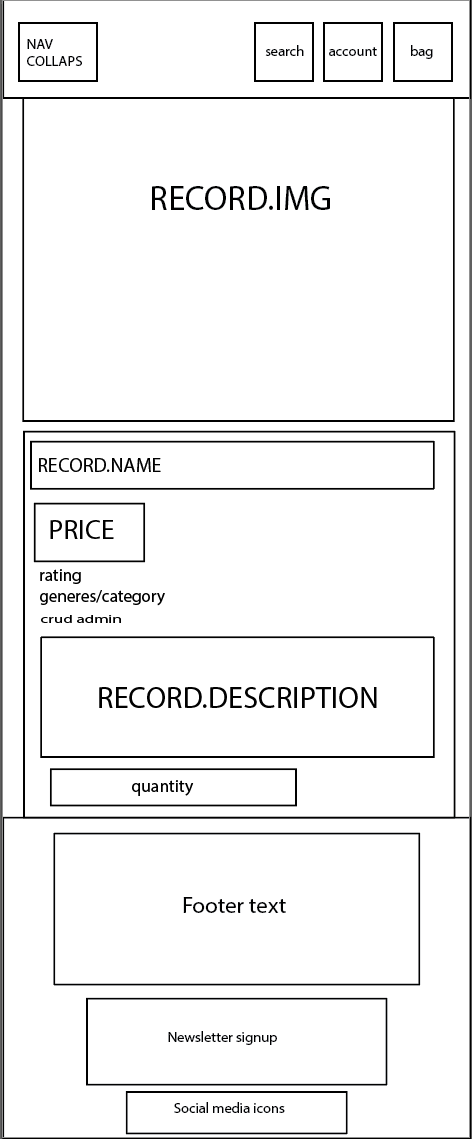 NAV
COLLAPS
search
account
bag
RECORD.IMG
RECORD.NAME
PRICE
rating
generes/category
crud admin
RECORD.DESCRIPTION
quantity
Footer text
Newsletter signup
Social media icons